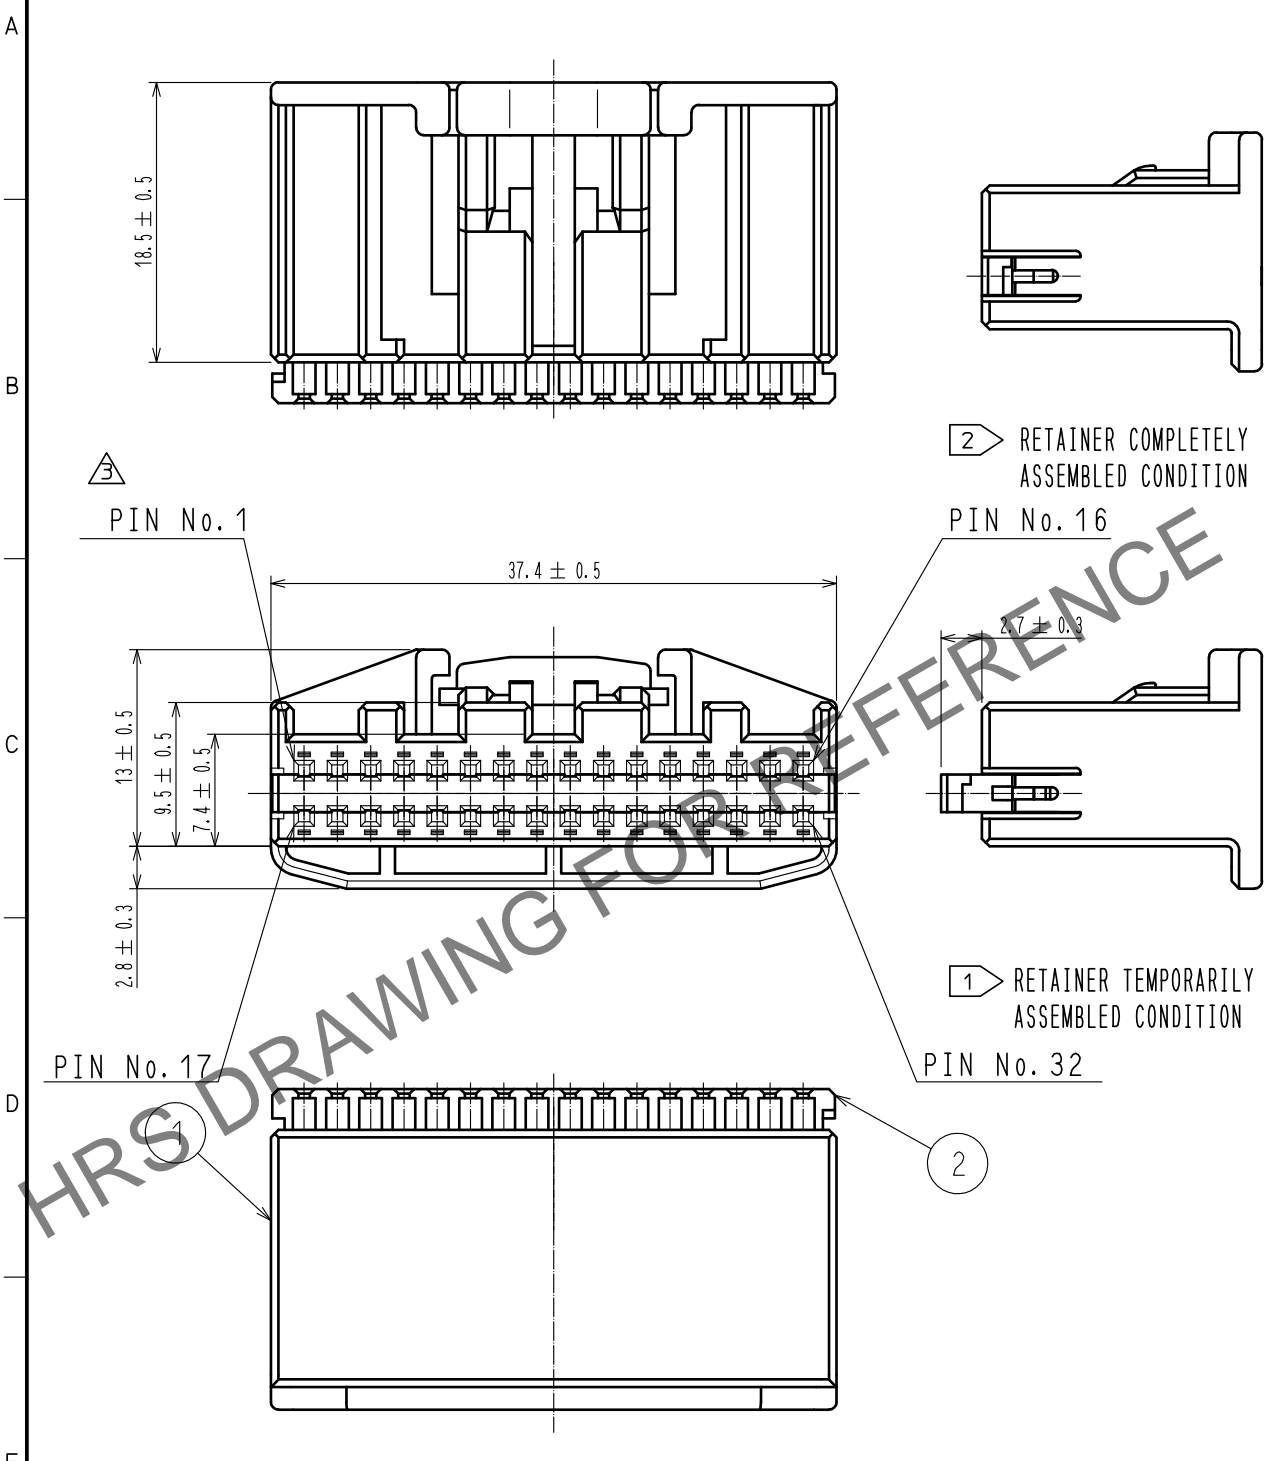 A
18.5 ± 0.5
B
2 RETAINER COMPLETELY
ASSEMBLED CONDITION
3
PIN No. 1
PIN No. 16
37.4 ± 0.5
2.7 ± 0.3
C
13 ± 0.5
9.5 ± 0.5
7.4 ± 0.5
2.8 ± 0.3
1 RETAINER TEMPORARILY
ASSEMBLED CONDITION
PIN No. 17
PIN No. 32
D
1
2
HRS DRAWING FOR REFERENCE
E